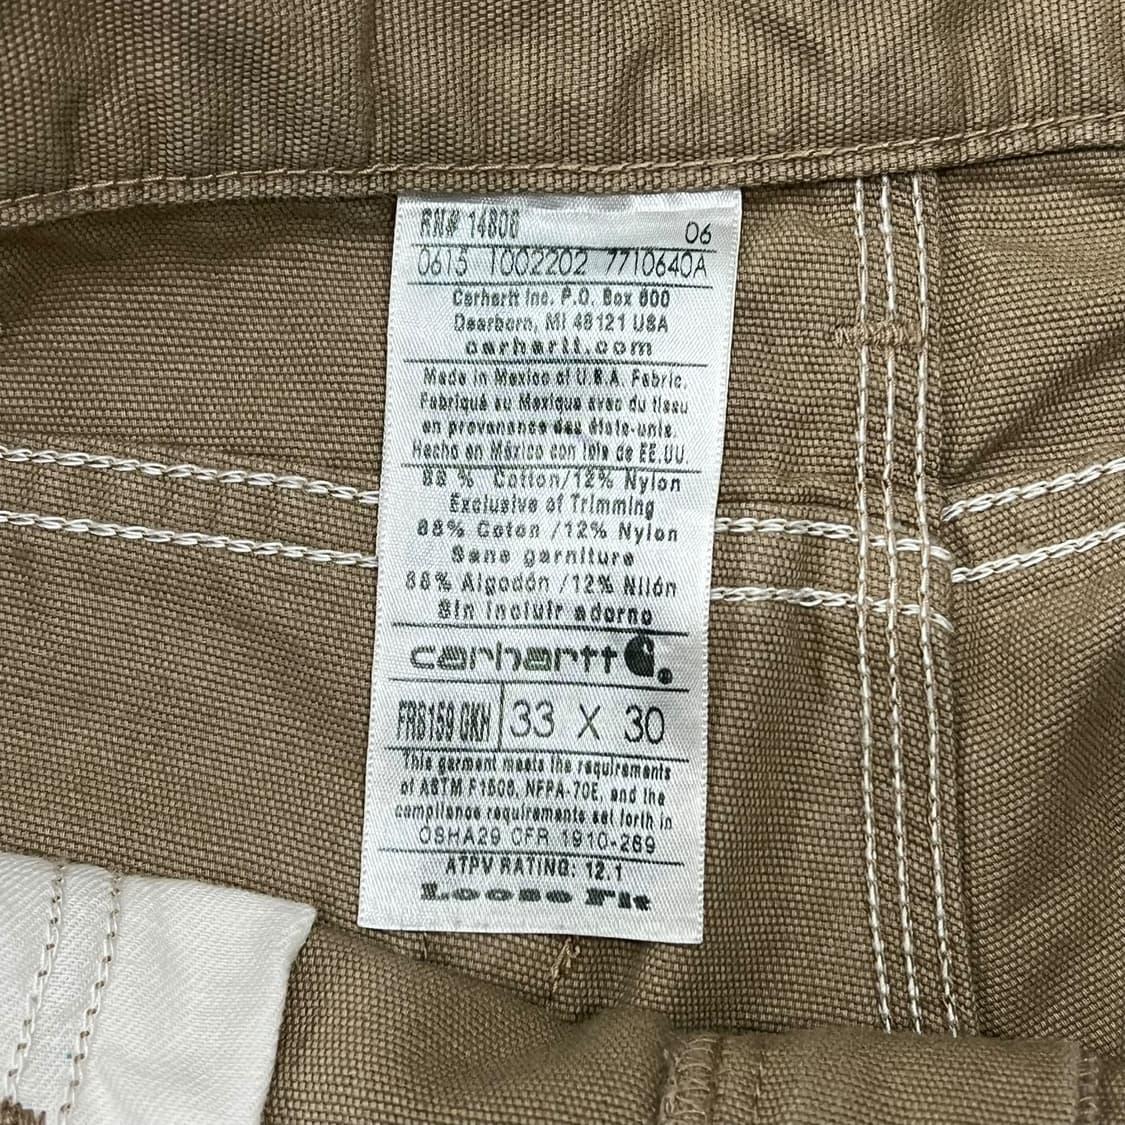 RN# 14806
06
0615 1002202 7710640A
Carhartt Inc. P.O. Box 600
Dearborn, MI 48121 USA
carhartt.com
Made in Mexico of U.S.A. Fabric.
Fabriqué au Mexique avec du tissu
en provenance des états-unis.
Hecho en México con tela de EE.UU.
88 % Cotton/12% Nylon
Exclusive of Trimming
88% Coton /12% Nylon
Sans garniture
88% Algodón /12% Nilón
Sin incluir adorno
carhartt
FRB159 GKH 33 X 30
This garment meets the requirements
of ASTM F1506, NFPA-70E, and the
compliance requirements set forth in
OSHA29 CFR 1910-269
ATPV RATING: 12.1
Loose Fit